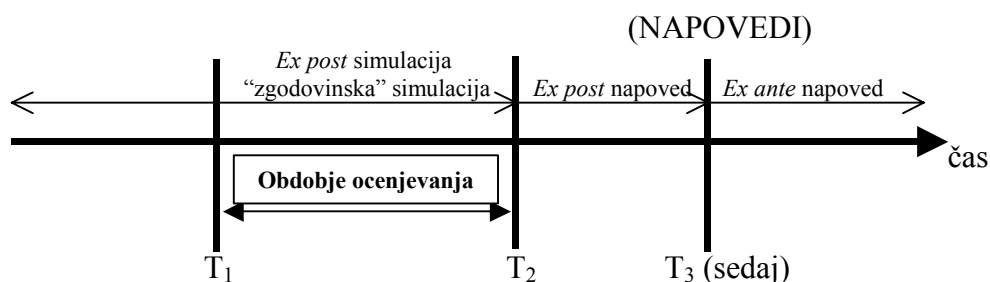 (NAPOVEDI)
Ex post simulacija
“zgodovinska” simulacija
Ex post napoved
Ex ante napoved
čas
Obdobje ocenjevanja
T₁
T₂
T₃ (sedaj)